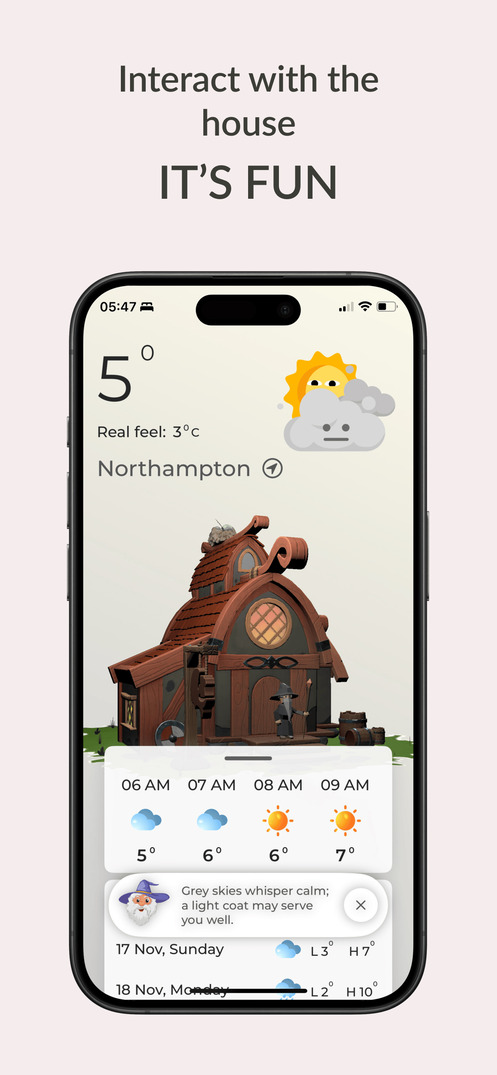 Interact with the
house
IT’S FUN
05:47
5°
Real feel: 3°C
Northampton
06 AM 07 AM 08 AM 09 AM
5° 6° 6° 7°
Grey skies whisper calm;
a light coat may serve
you well.
17 Nov, Sunday L 3° H 7°
18 Nov, Monday L 2° H 10°